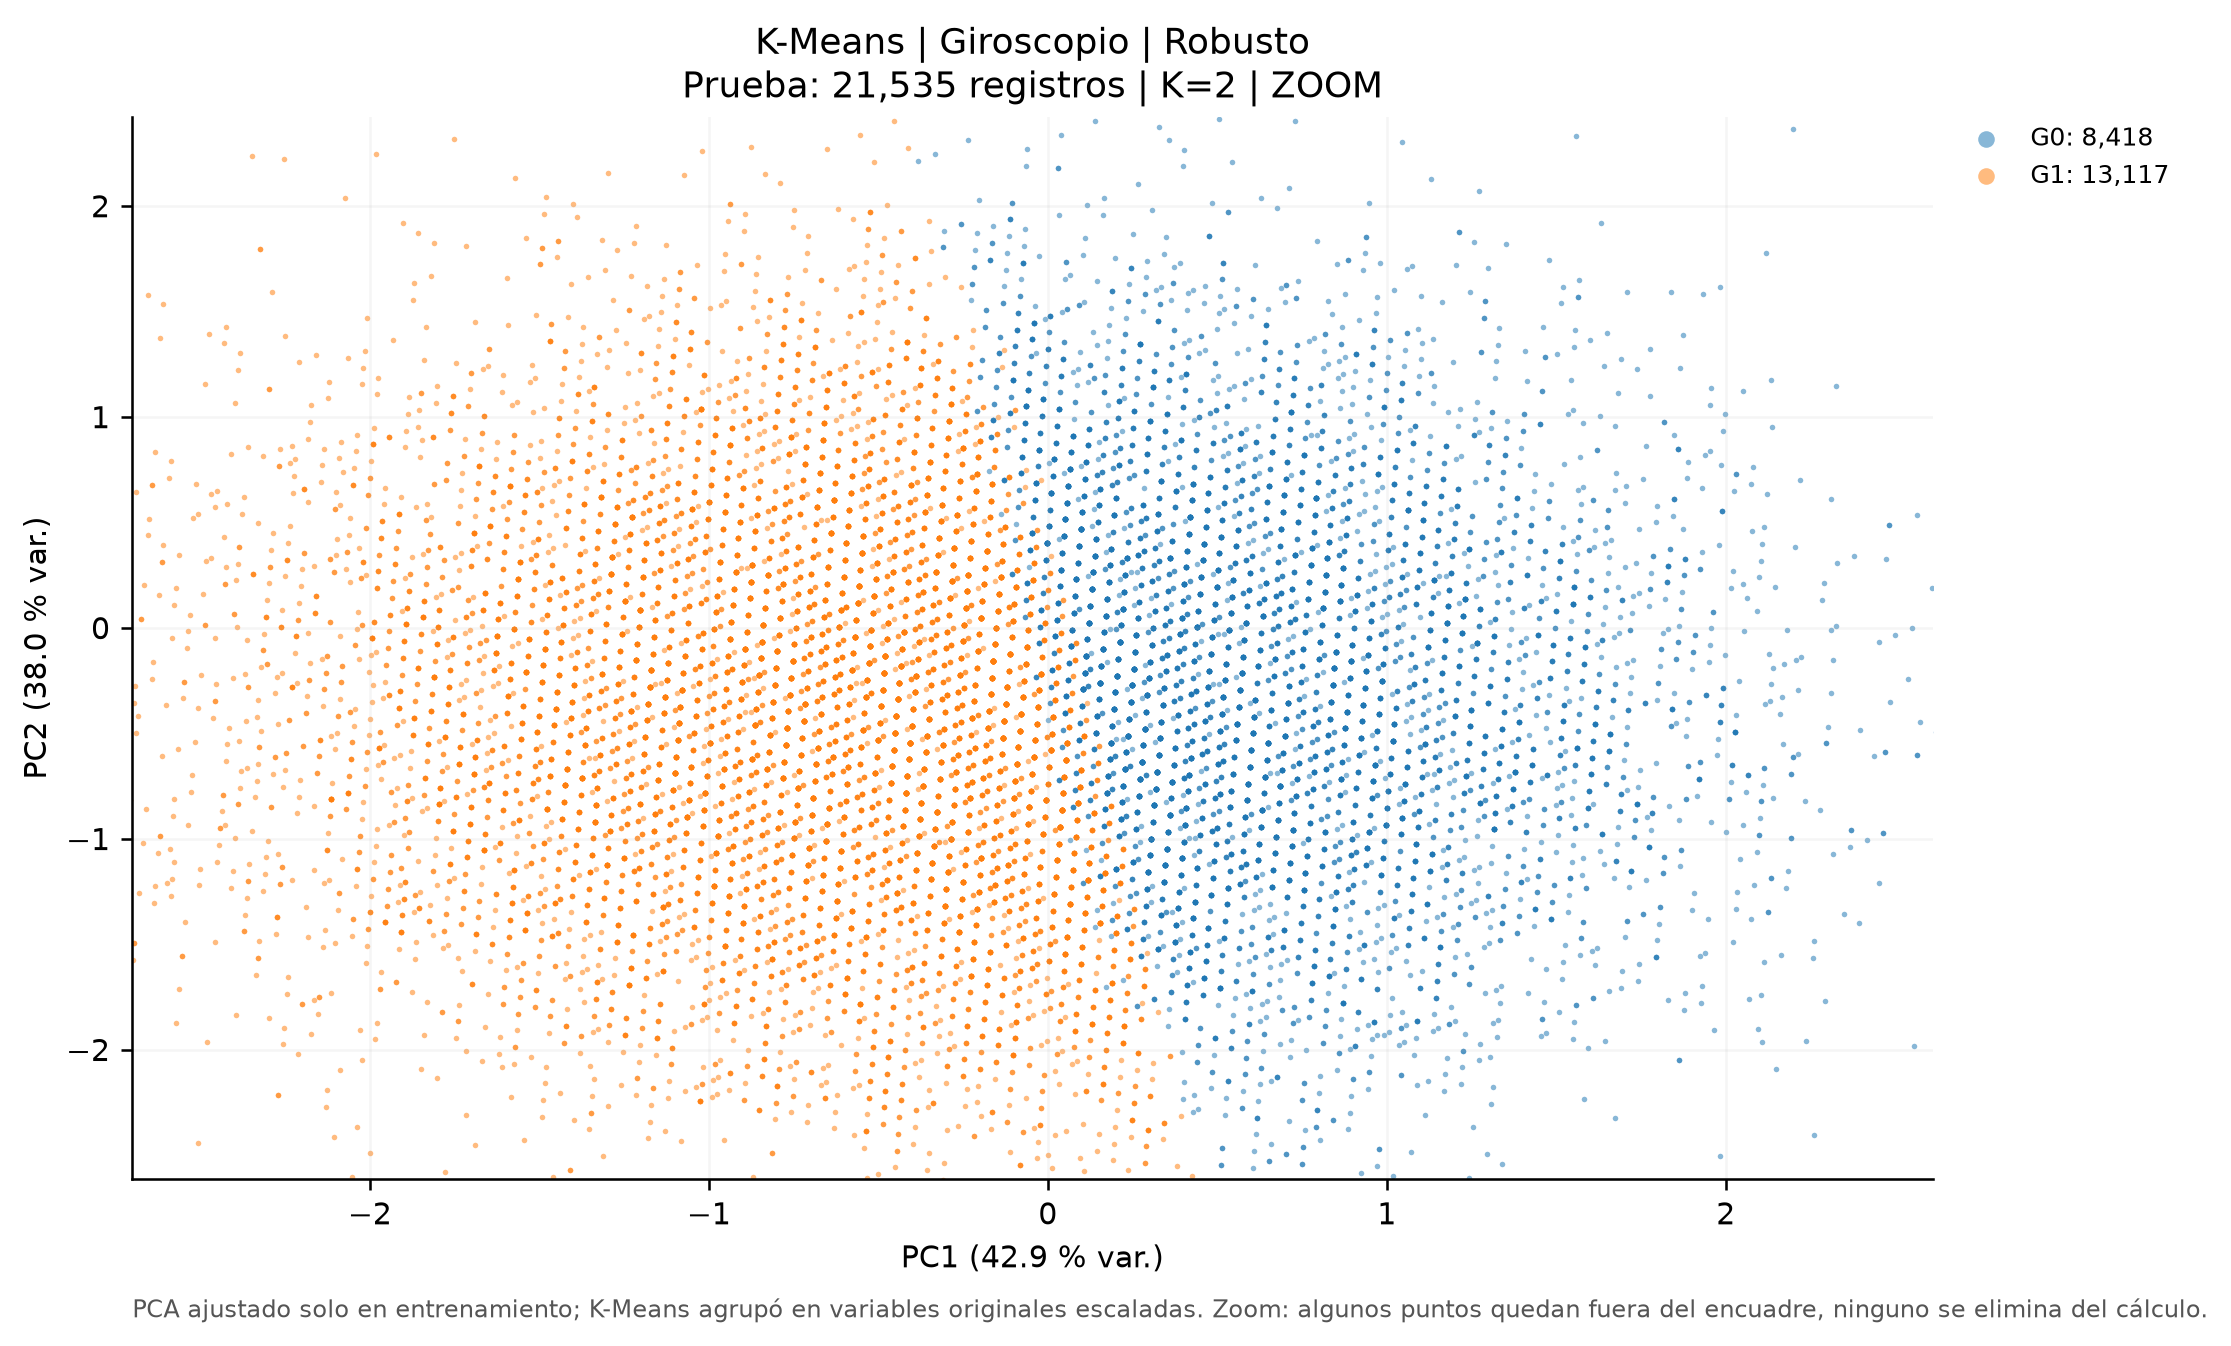 K-Means | Giroscopio | Robusto
Prueba: 21,535 registros | K=2 | ZOOM
G0: 8,418
G1: 13,117
2
1
0
−1
−2
PC2 (38.0 % var.)
−2
−1
0
1
2
PC1 (42.9 % var.)
PCA ajustado solo en entrenamiento; K-Means agrupó en variables originales escaladas. Zoom: algunos puntos quedan fuera del encuadre, ninguno se elimina del cálculo.